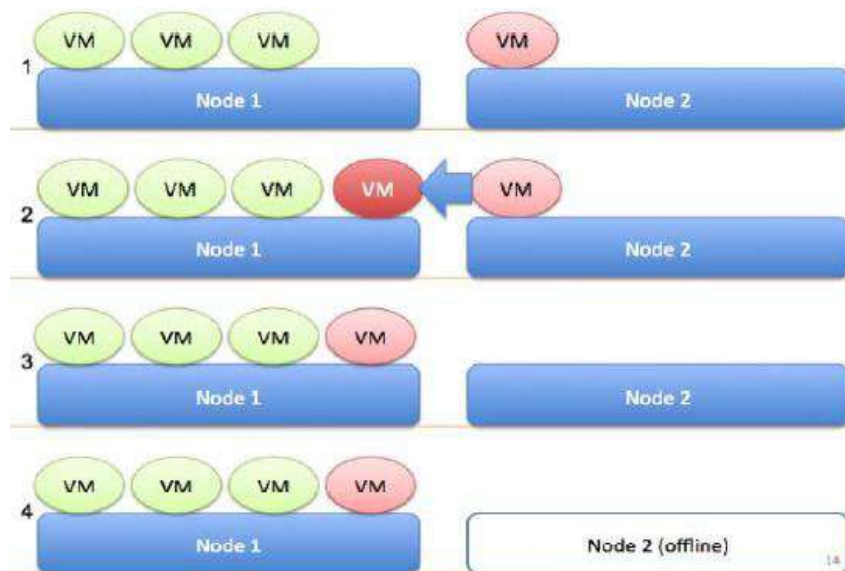 VM VM VM VM
1
Node 1 Node 2
VM VM VM VM VM
2
Node 1 Node 2
VM VM VM VM
3
Node 1 Node 2
VM VM VM VM
4
Node 1 Node 2 (offline)
14